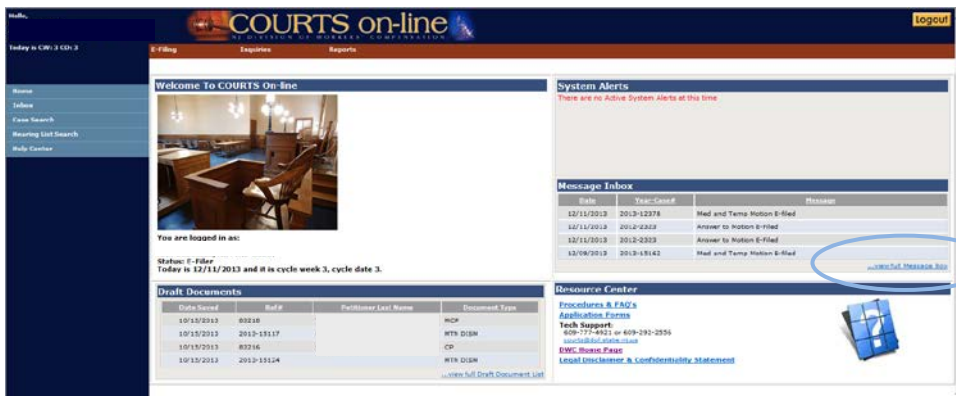 Hello,
COURTS on-line
NJ DIVISION OF WORKERS' COMPENSATION
Logout
Today is CW: 3 CD: 3
E-Filing Inquiries Reports
Home
Inbox
Case Search
Hearing List Search
Help Center
Welcome To COURTS On-line
You are logged in as:
Status: E-Filer
Today is 12/11/2013 and it is cycle week 3, cycle date 3.
System Alerts
There are no Active System Alerts at this time
Message Inbox
Date Year-Case# Message
12/11/2013 2013-12378 Med and Temp Motion E-filed
12/11/2013 2012-2323 Answer to Motion E-Filed
12/11/2013 2012-2323 Answer to Motion E-Filed
12/09/2013 2013-15162 Med and Temp Motion E-filed
...view full Message Box
Draft Documents
Date Saved Ref# Petitioner Last Name Document Type
10/15/2013 83218 MCP
10/15/2013 2013-15117 MTN DISM
10/15/2013 83216 CP
10/15/2013 2013-15124 MTN DISM
...view full Draft Document List
Resource Center
Procedures & FAQ's
Application Forms
Tech Support:
609-777-4921 or 609-292-2556
DWC Home Page
Legal Disclaimer & Confidentiality Statement